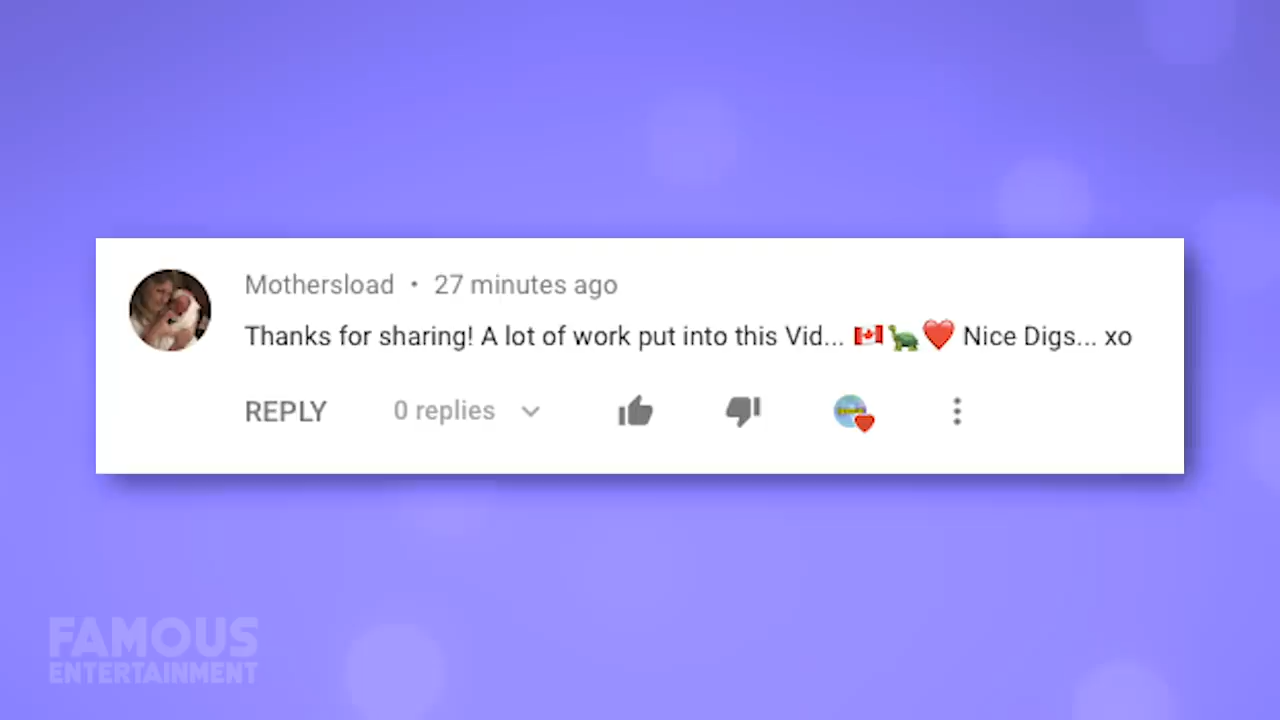 Mothersload • 27 minutes ago
Thanks for sharing! A lot of work put into this Vid... 🇨🇦🐢❤️ Nice Digs... xo
REPLY 0 replies
FAMOUS
ENTERTAINMENT